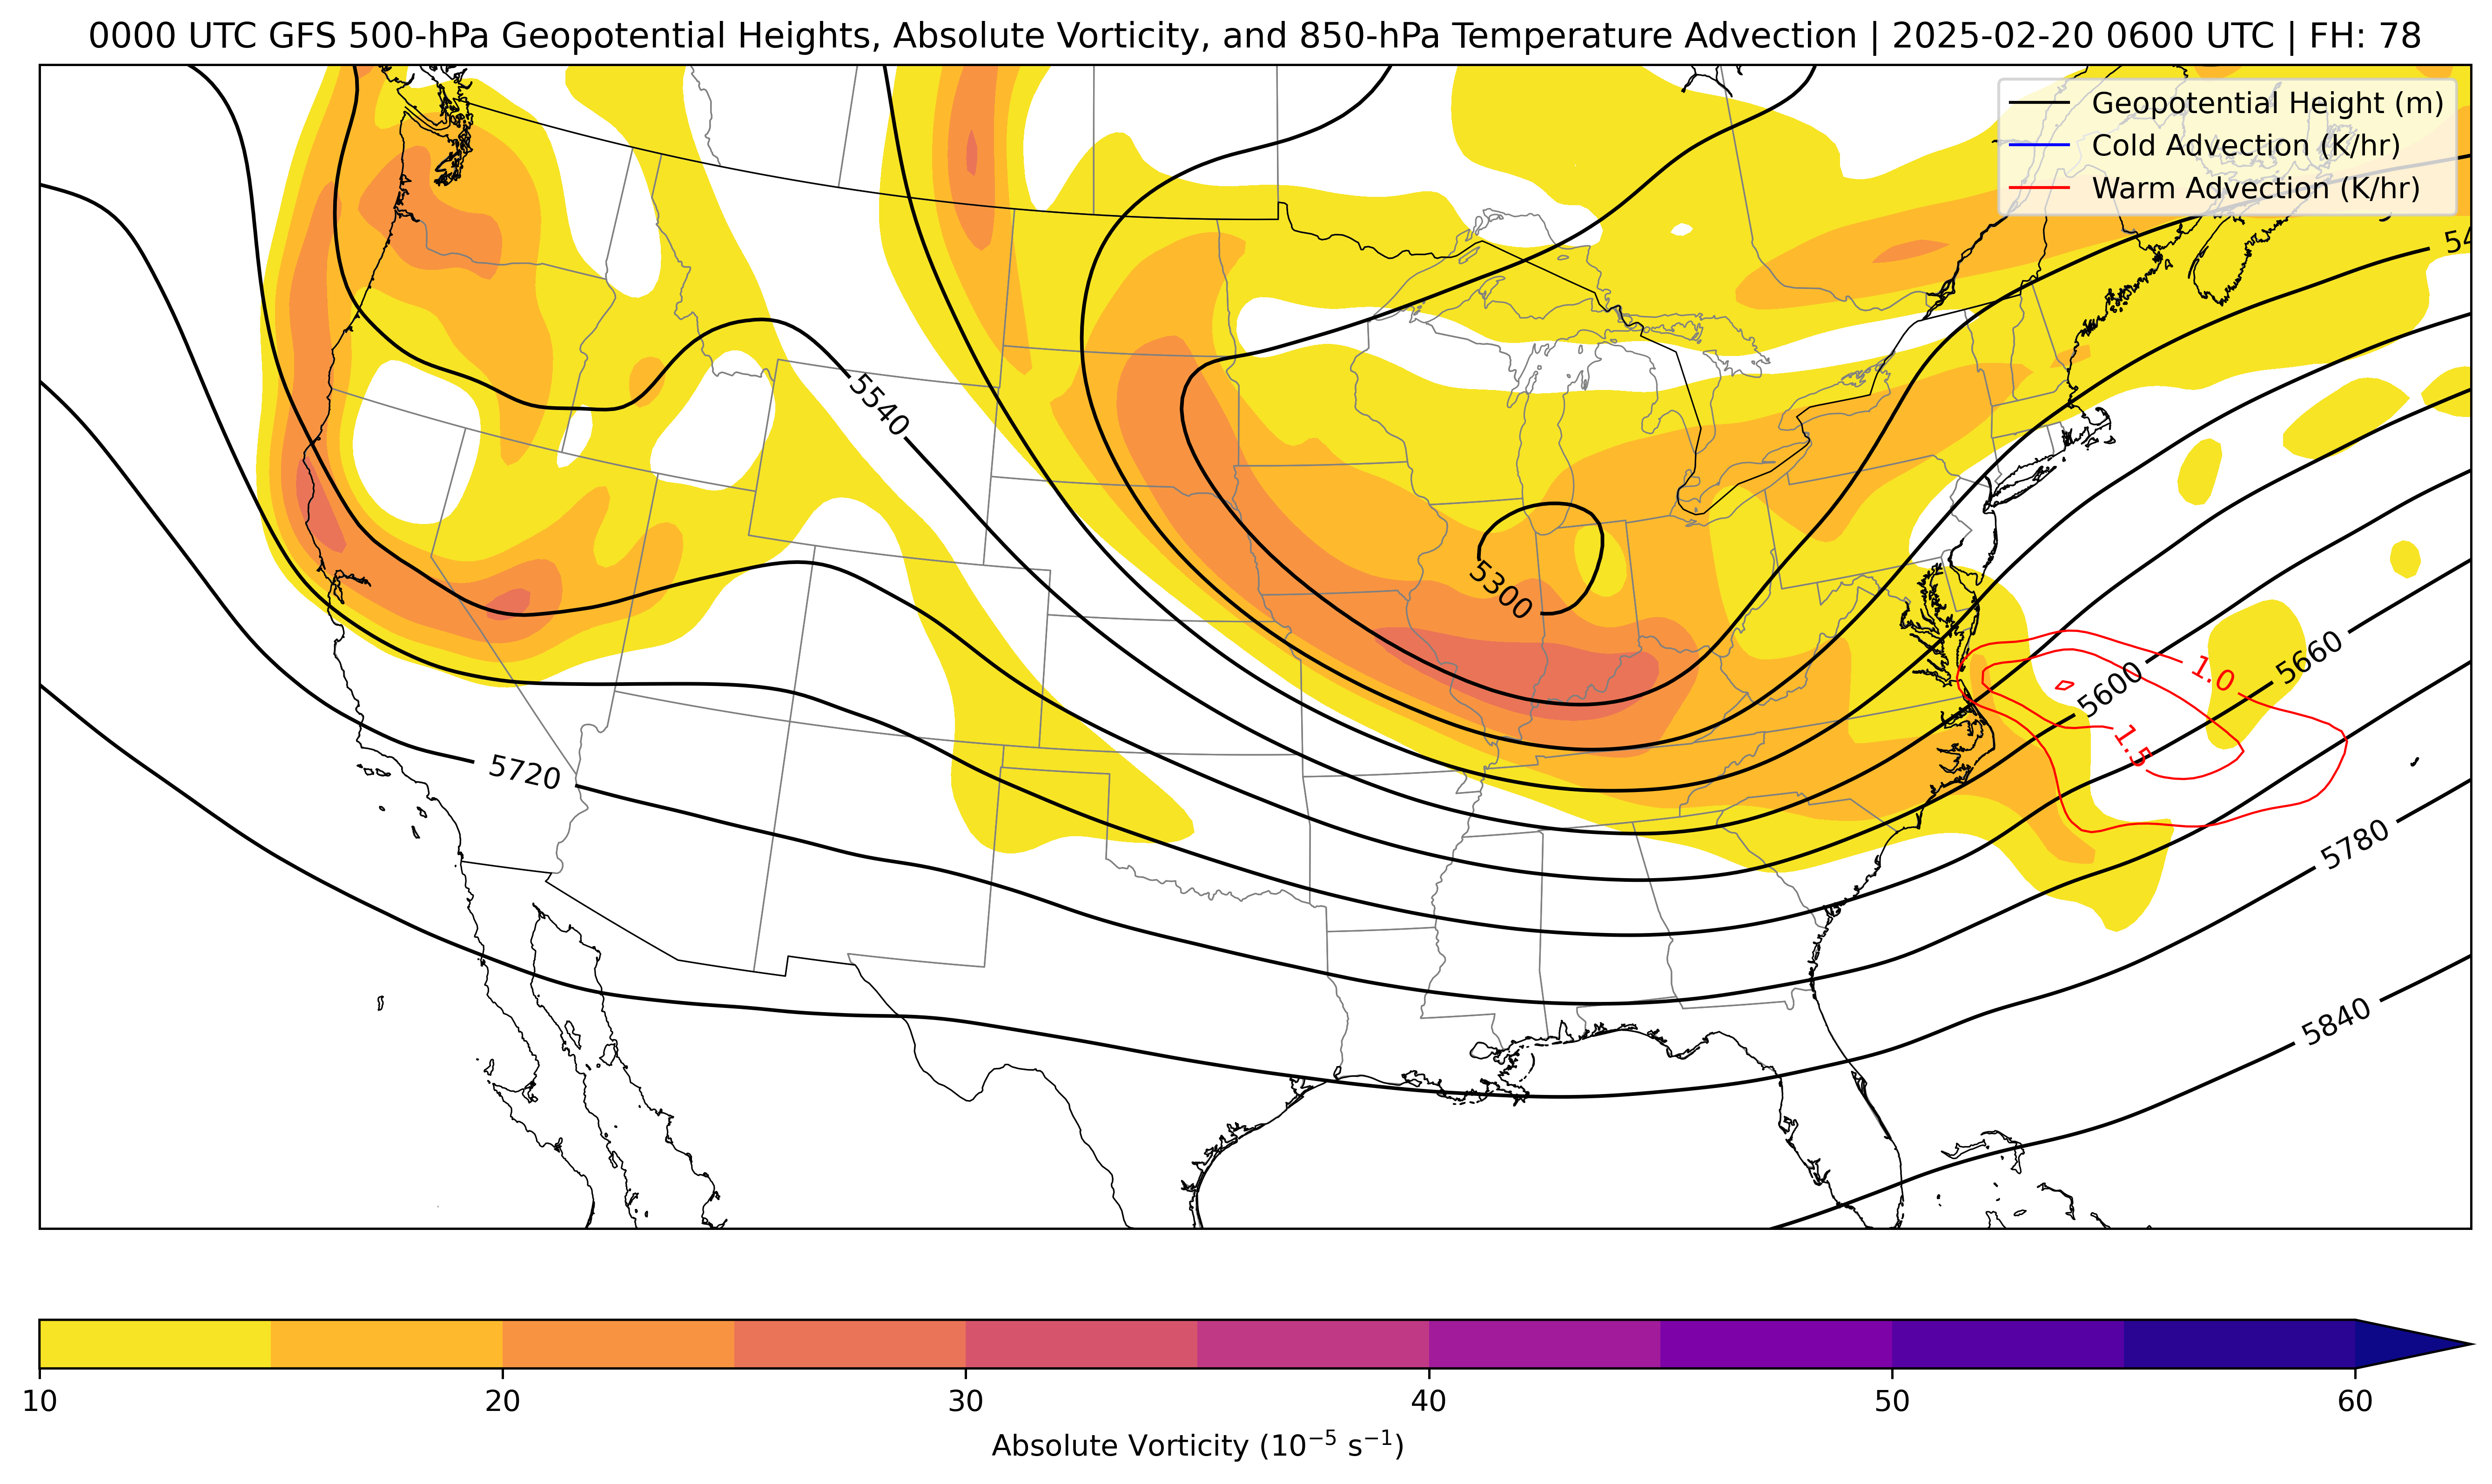 0000 UTC GFS 500-hPa Geopotential Heights, Absolute Vorticity, and 850-hPa Temperature Advection | 2025-02-20 0600 UTC | FH: 78
Geopotential Height (m)
Cold Advection (K/hr)
Warm Advection (K/hr)
5540
5300
1.0
5600
5660
1.5
5720
5780
5840
10 20 30 40 50 60
Absolute Vorticity (10⁻⁵ s⁻¹)